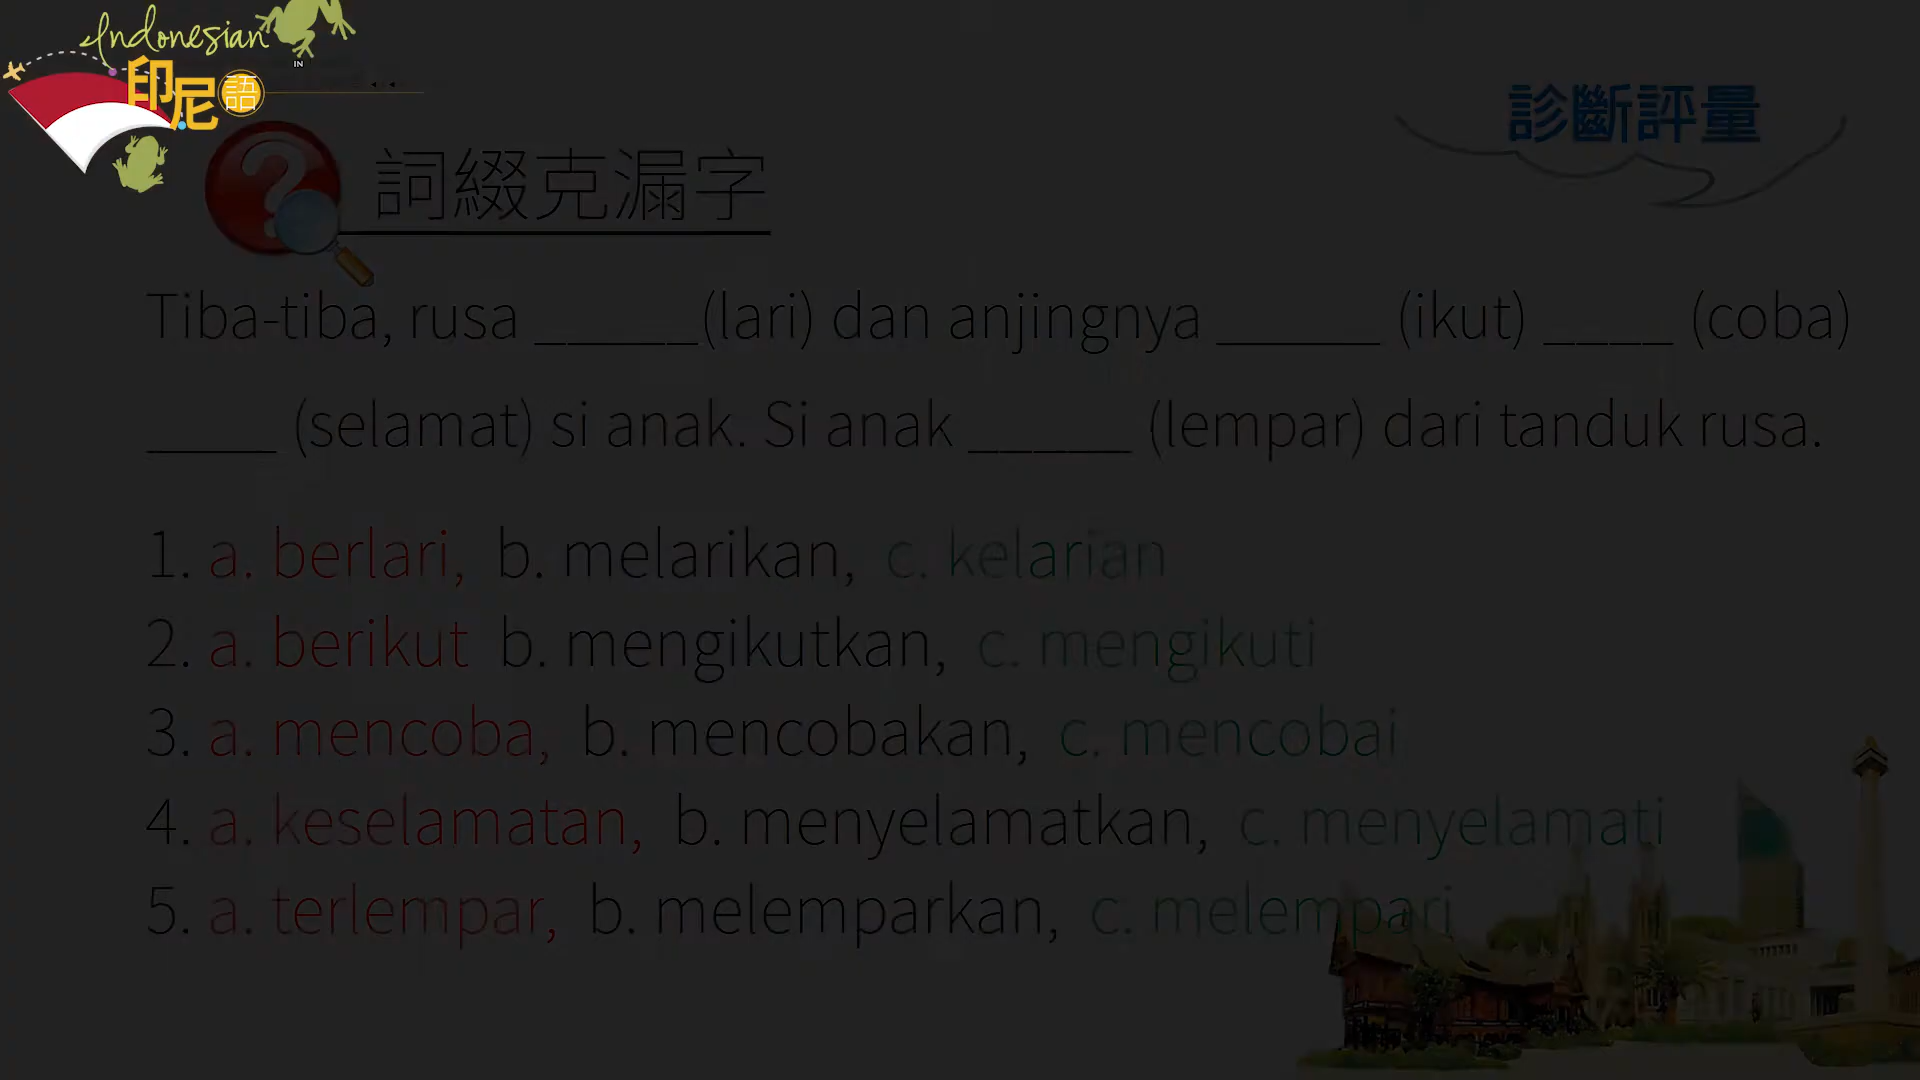 Indonesian
IN
印尼語
診斷評量
詞綴克漏字
Tiba-tiba, rusa _____(lari) dan anjingnya _____ (ikut) ____ (coba)
____ (selamat) si anak. Si anak _____ (lempar) dari tanduk rusa.
1. a. berlari, b. melarikan, c. kelarian
2. a. berikut b. mengikutkan, c. mengikuti
3. a. mencoba, b. mencobakan, c. mencobai
4. a. keselamatan, b. menyelamatkan, c. menyelamati
5. a. terlempar, b. melemparkan, c. melempari